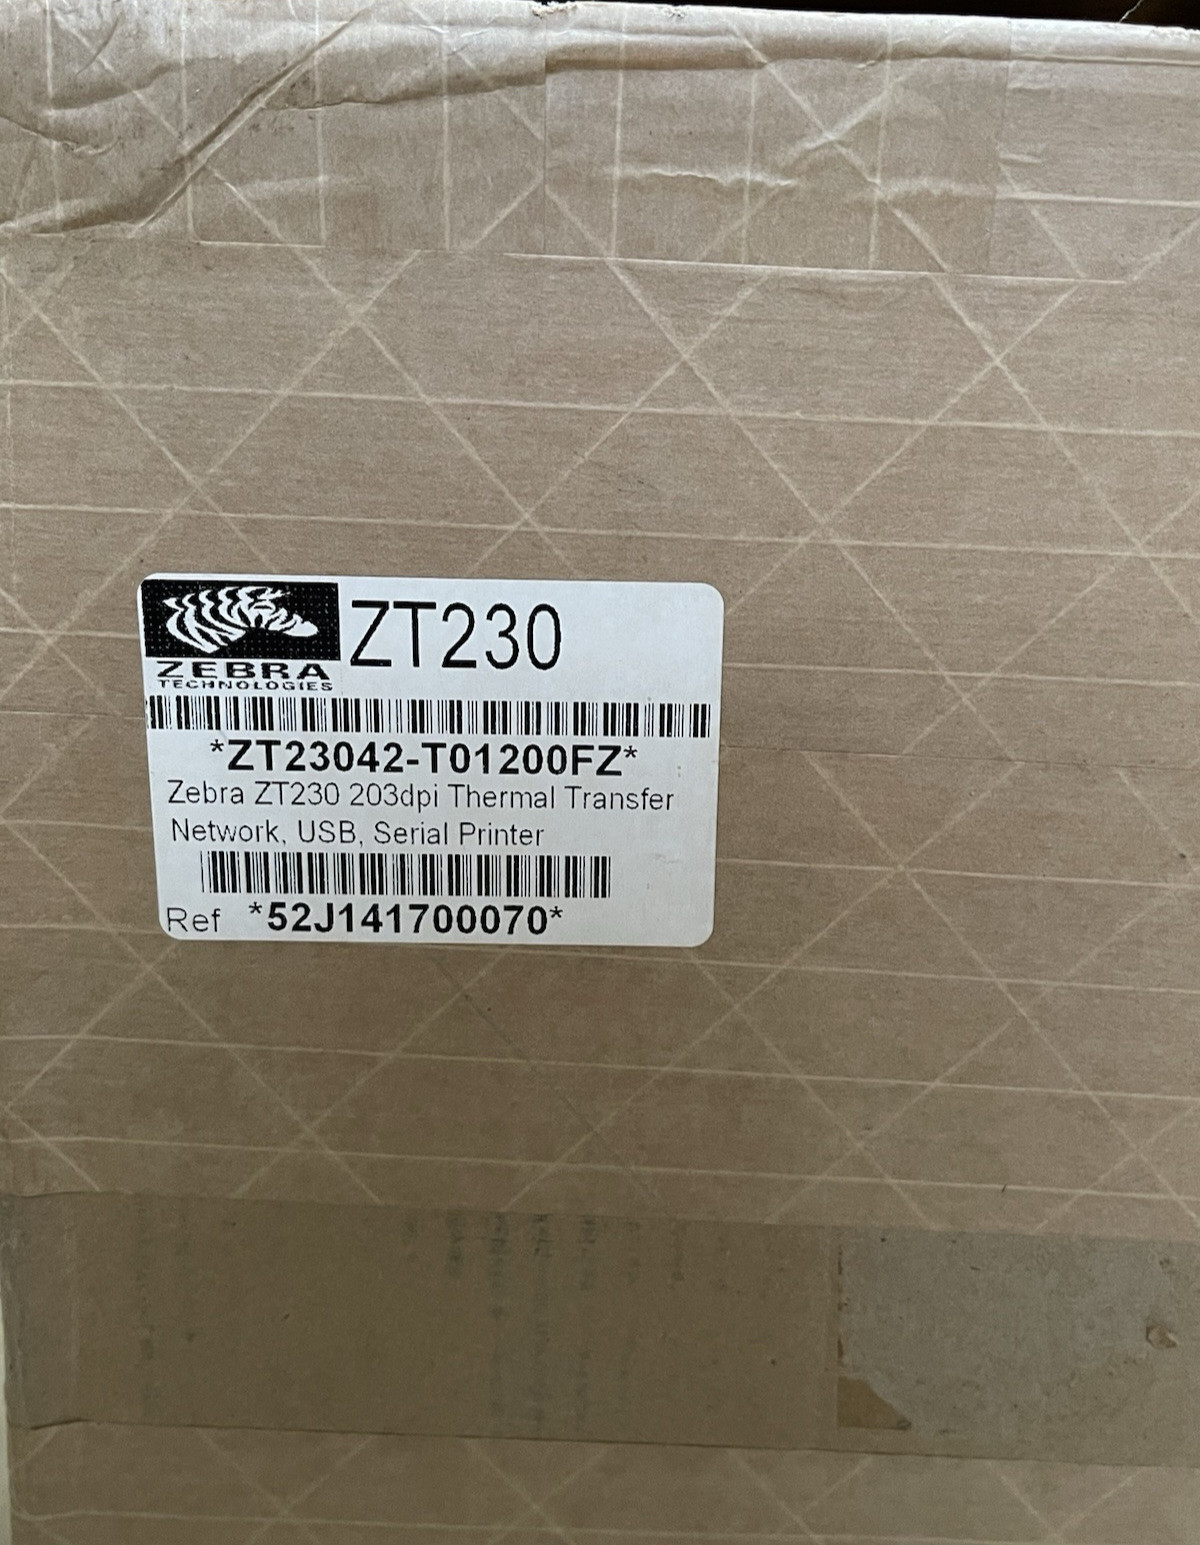 ZT230
ZEBRA
TECHNOLOGIES
*ZT23042-T01200FZ*
Zebra ZT230 203dpi Thermal Transfer
Network, USB, Serial Printer
Ref *52J141700070*